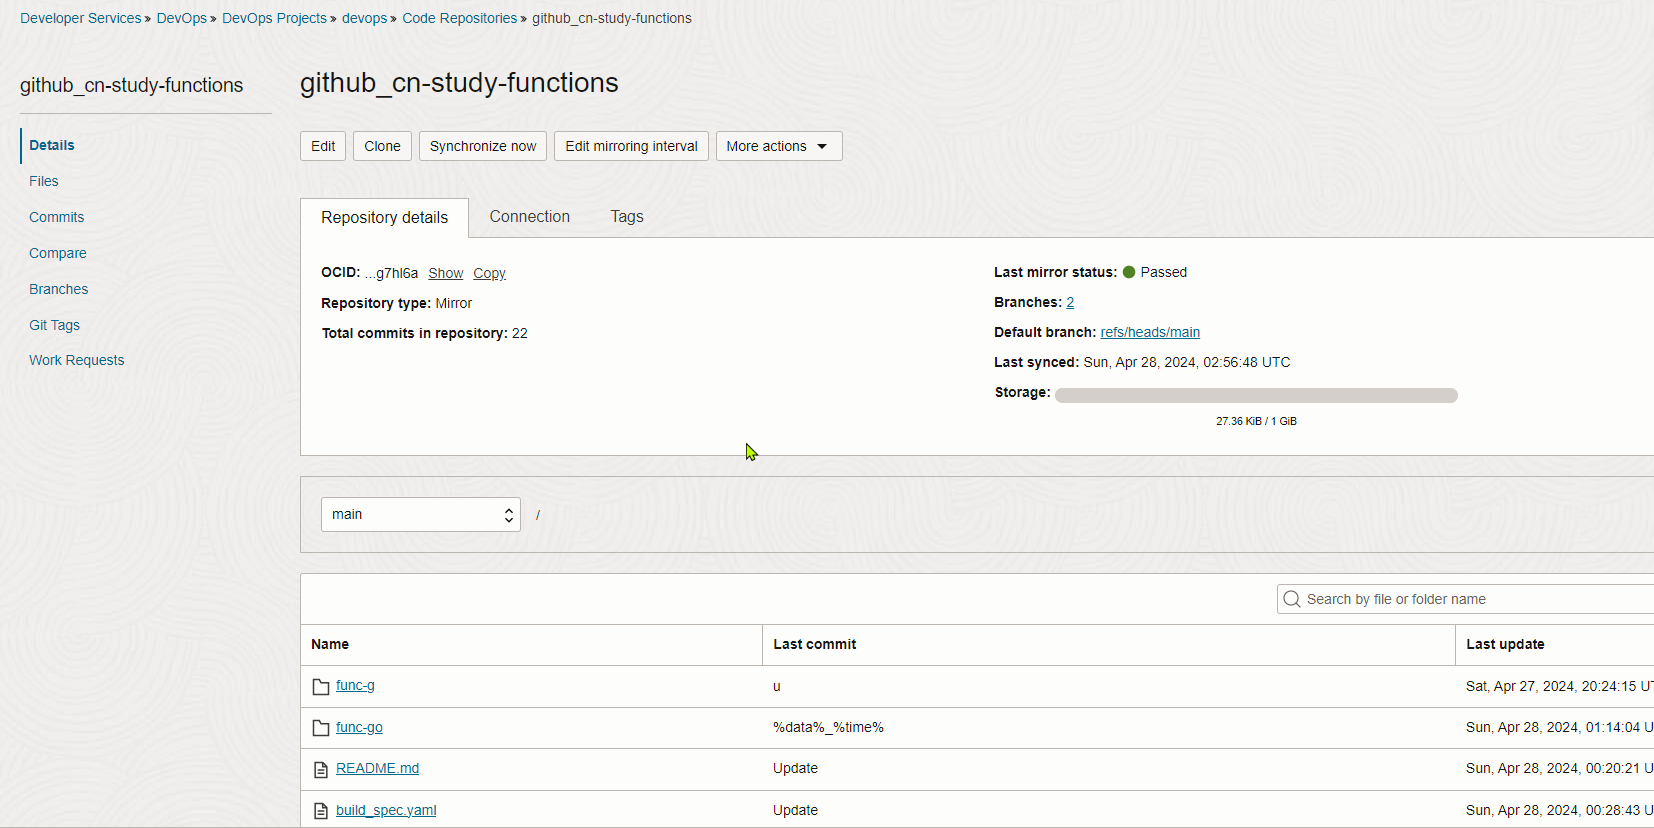 Developer Services » DevOps » DevOps Projects » devops » Code Repositories » github_cn-study-functions
github_cn-study-functions
Details
Files
Commits
Compare
Branches
Git Tags
Work Requests
github_cn-study-functions
Edit Clone Synchronize now Edit mirroring interval More actions
Repository details Connection Tags
OCID: ...g7hl6a Show Copy
Repository type: Mirror
Total commits in repository: 22
Last mirror status: Passed
Branches: 2
Default branch: refs/heads/main
Last synced: Sun, Apr 28, 2024, 02:56:48 UTC
Storage:
27.36 KiB / 1 GiB
main /
Search by file or folder name
Name Last commit Last update
func-g u Sat, Apr 27, 2024, 20:24:15 UT
func-go %data%_%time% Sun, Apr 28, 2024, 01:14:04 U
README.md Update Sun, Apr 28, 2024, 00:20:21 U
build_spec.yaml Update Sun, Apr 28, 2024, 00:28:43 U